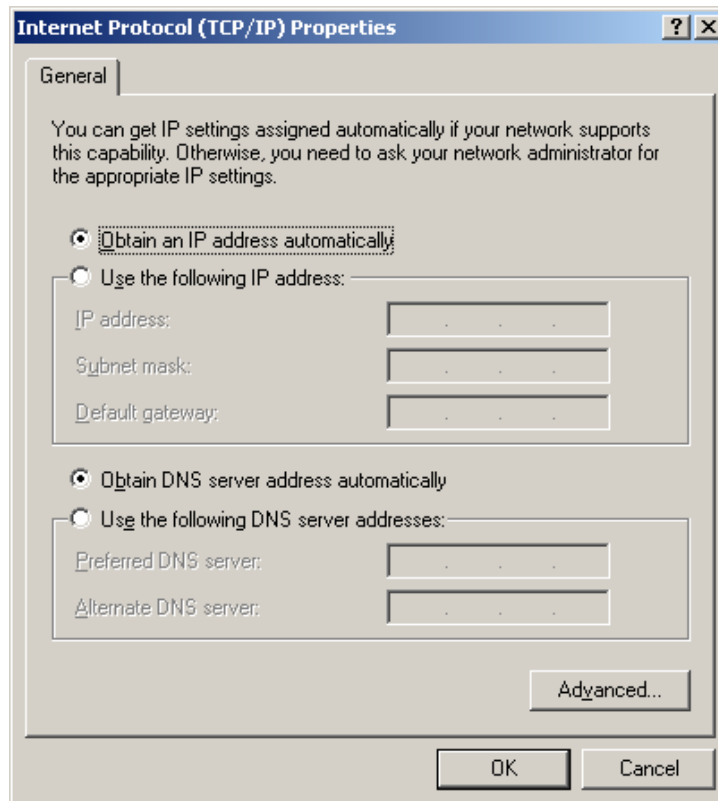 Internet Protocol (TCP/IP) Properties
General
You can get IP settings assigned automatically if your network supports
this capability. Otherwise, you need to ask your network administrator for
the appropriate IP settings.
Obtain an IP address automatically
Use the following IP address:
IP address:
Subnet mask:
Default gateway:
Obtain DNS server address automatically
Use the following DNS server addresses:
Preferred DNS server:
Alternate DNS server:
Advanced...
OK Cancel